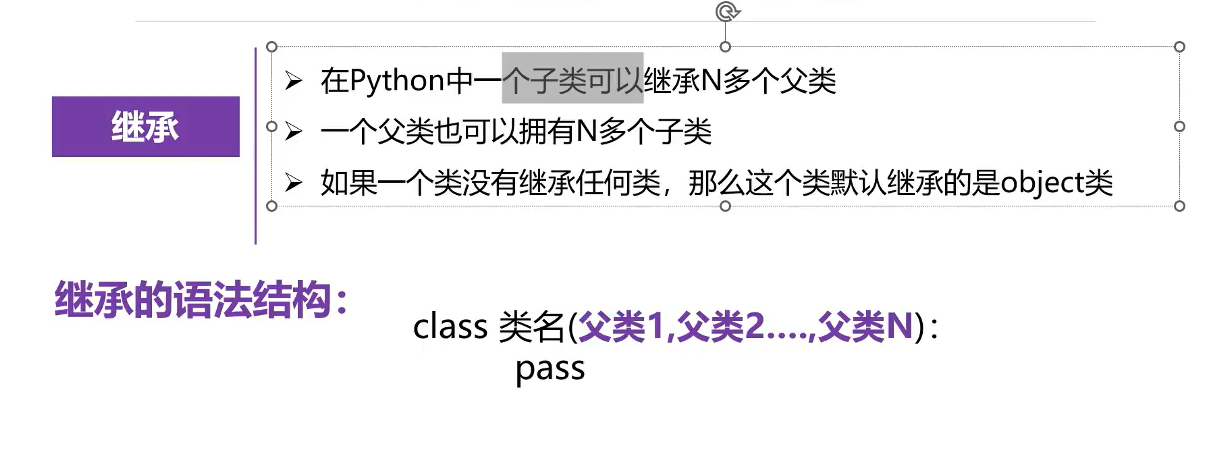 继承
➢ 在Python中一个子类可以继承N多个父类
➢ 一个父类也可以拥有N多个子类
➢ 如果一个类没有继承任何类，那么这个类默认继承的是object类
继承的语法结构：
class 类名(父类1,父类2….,父类N)：
pass